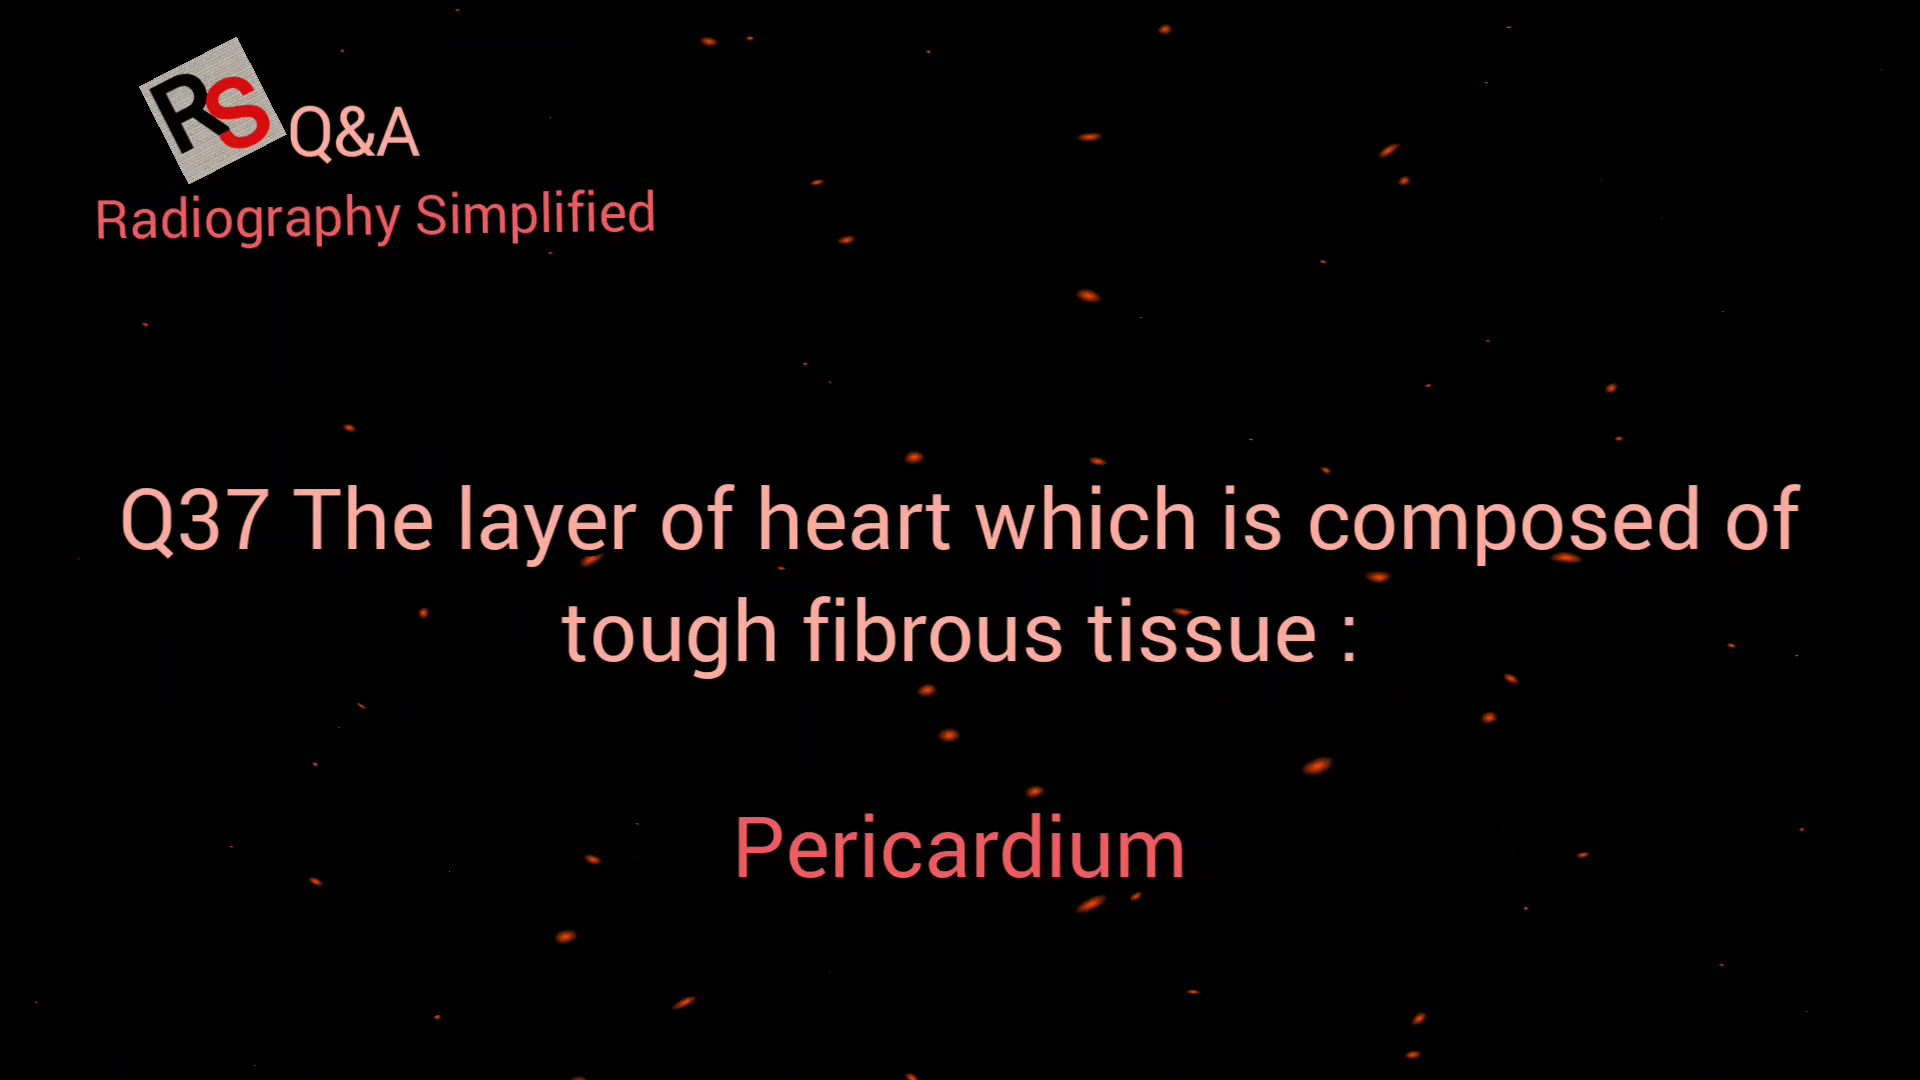 RS Q&A
Radiography Simplified
Q37 The layer of heart which is composed of
tough fibrous tissue :
Pericardium